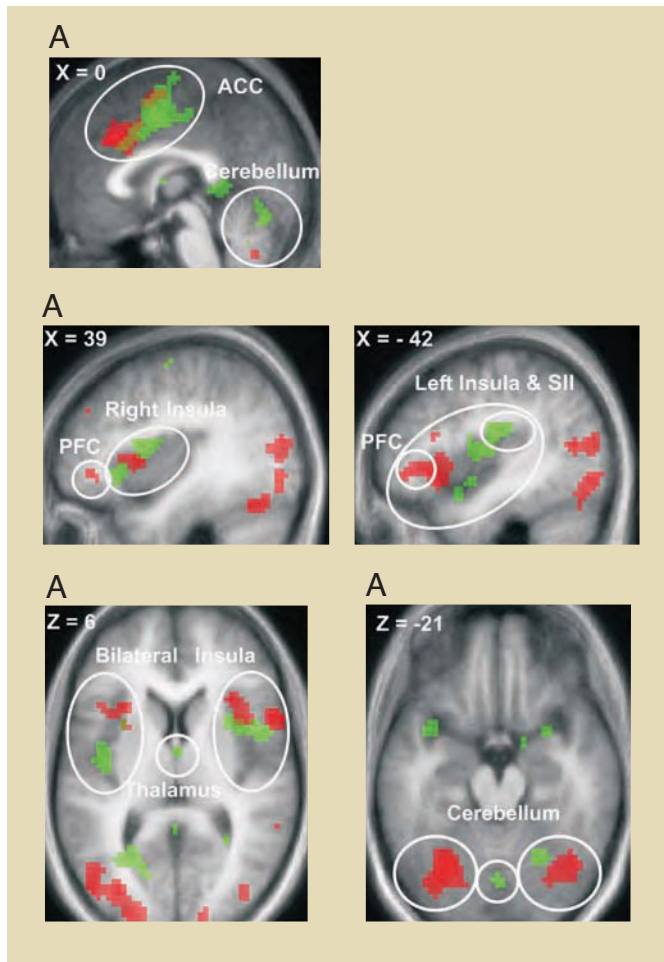 A
X = 0
ACC
Cerebellum
A
X = 39
Right Insula
PFC
X = - 42
Left Insula & SII
PFC
A
Z = 6
Bilateral Insula
Thalamus
A
Z = -21
Cerebellum